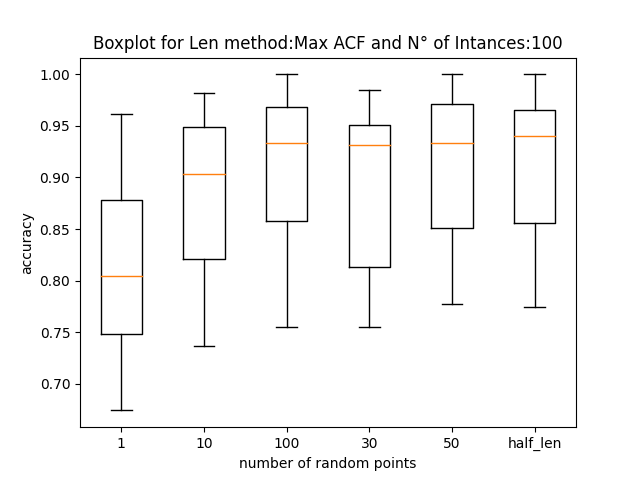 Boxplot for Len method:Max ACF and N° of Intances:100
1.00
0.95
0.90
0.85
0.80
0.75
0.70
accuracy
1 10 100 30 50 half_len
number of random points